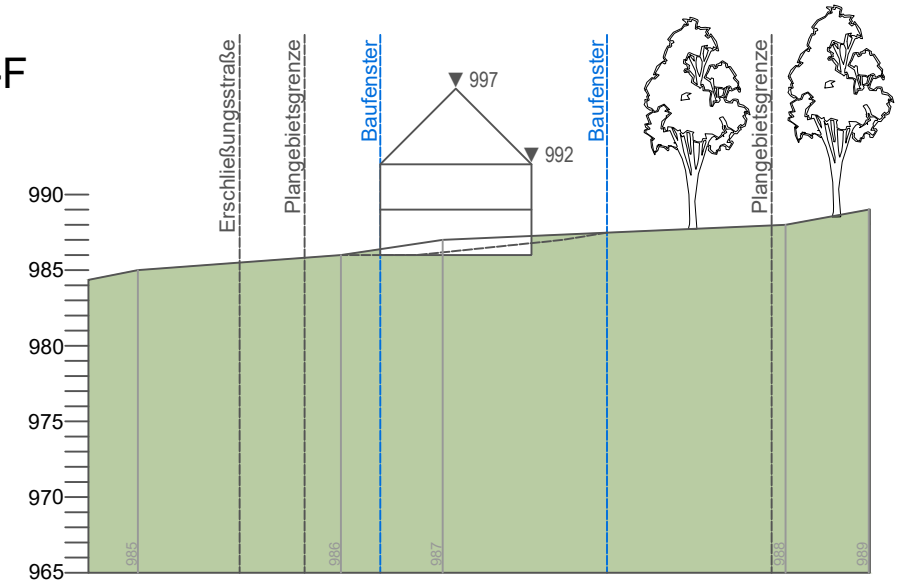 -F
Erschließungsstraße
Plangebietsgrenze
Baufenster
997
992
Baufenster
Plangebietsgrenze
990
985
980
975
970
965
985
986
987
988
989